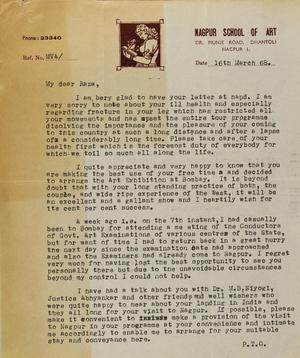 Phone: 23340
NAGPUR SCHOOL OF ART
DR. MUNJE ROAD, DHANTOLI
NAGPUR 1.
Ref. No. NV4/
Date 16th March 68.
My dear Raza,
I am very glad to have your letter at hand. I am
very sorry to note about your ill health and especially
regarding fracture in your leg which has restricted all
your movements and has upset the entire tour programme
disolving the importance and the pleasure of your coming
to this country at such a long distance and after a lapse
of a considerably long time. Please take care of your
health first which is the foremost duty of everybody for
which we toil so much all along the life.
I quite appreciate and very happy to know that you
are making the best use of your free time and decided
to arrange the Art Exhibition at Bombay. It is beyond
doubt that with your long standing practice of both, the
couple, and with ripe experience of the West, it will be
an excellent and a gallant show and I heartily wish for
its cent per cent success.
A week ago i.e. on the 7th instant, I had casually
been to Bombay for attending a meeting of the Conductors
of Govt. Art Examinations of various centres of the State,
but for want of time I had to return back in a great hurry
the next day since the examination date had approached
and also the Examiners had already come to Nagpur. I regret
very much for having lost the best opportunity to see you
personally there but due to the unavoidable circumstances
beyond my control I could not help.
I have had a talk about you with Dr. M.B.Niyogi,
Justice Abhyankar and other friends and well wishers who
were quite happy to hear about your landing in India and
they all long for your visit to Nagpur. If possible, please
make it convenient to make a provision of the visit
to Nagpur in your programme at your convenience and intimate
me accordingly to enable me to arrange for your suitable
stay and conveyance here.
P.T.O.